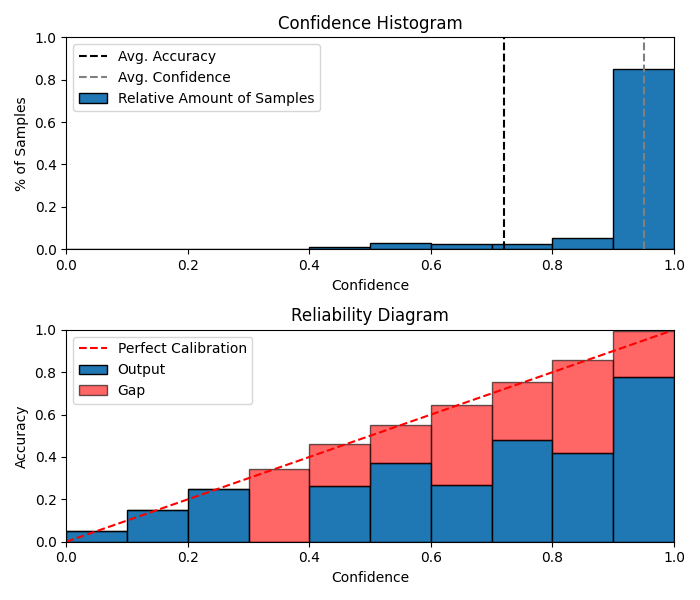 Confidence Histogram
1.0
0.8
0.6
0.4
0.2
0.0
% of Samples
Avg. Accuracy
Avg. Confidence
Relative Amount of Samples
0.0 0.2 0.4 0.6 0.8 1.0
Confidence
Reliability Diagram
1.0
0.8
0.6
0.4
0.2
0.0
Accuracy
Perfect Calibration
Output
Gap
0.0 0.2 0.4 0.6 0.8 1.0
Confidence